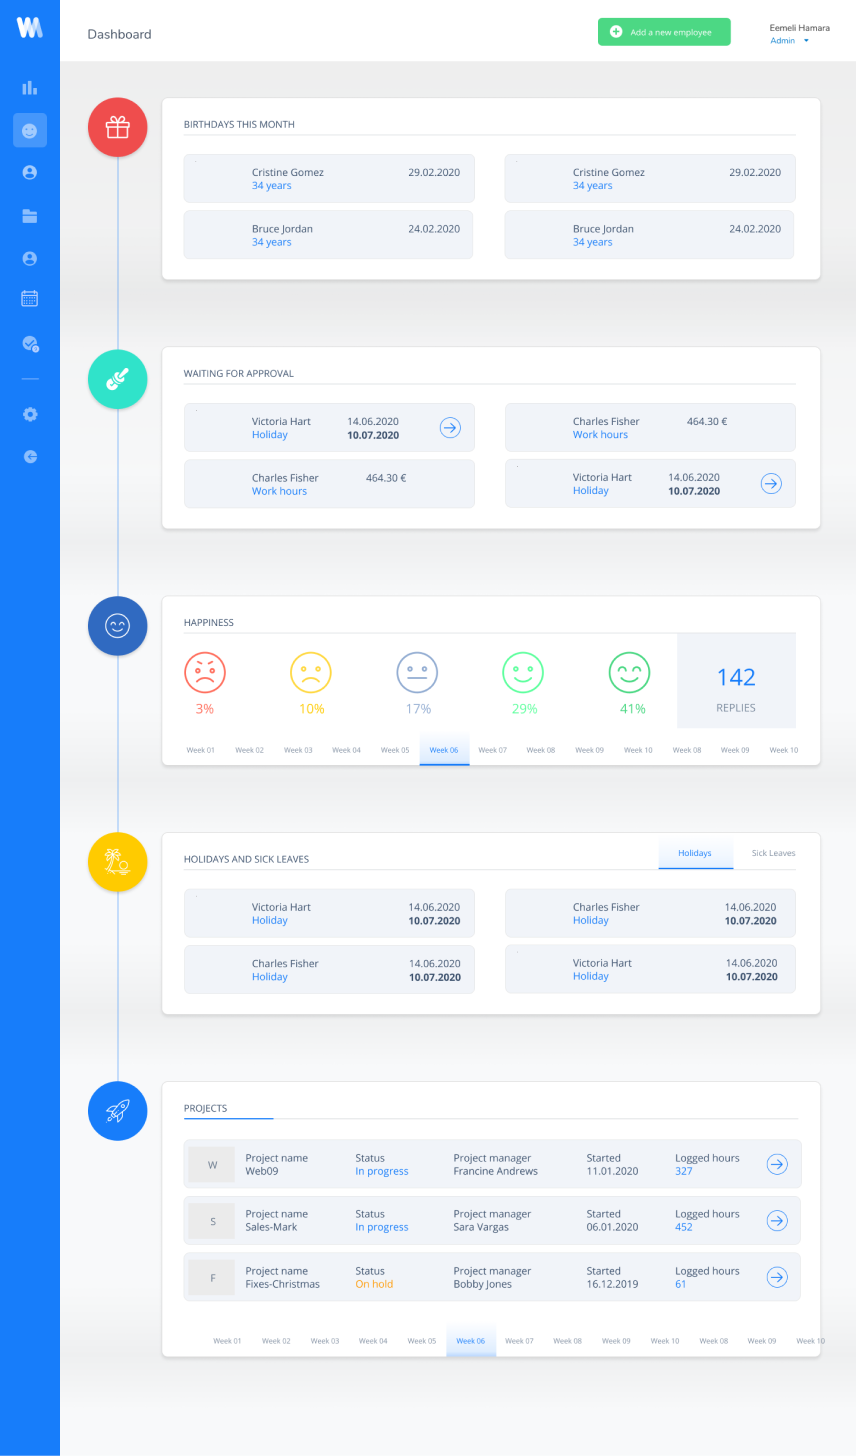 Dashboard
Add a new employee
Eemeli Hamara
Admin
BIRTHDAYS THIS MONTH
Cristine Gomez 29.02.2020
34 years
Cristine Gomez 29.02.2020
34 years
Bruce Jordan 24.02.2020
34 years
Bruce Jordan 24.02.2020
34 years
WAITING FOR APPROVAL
Victoria Hart 14.06.2020
Holiday 10.07.2020
Charles Fisher 464.30 €
Work hours
Charles Fisher 464.30 €
Work hours
Victoria Hart 14.06.2020
Holiday 10.07.2020
HAPPINESS
3% 10% 17% 29% 41%
142
REPLIES
Week 01 Week 02 Week 03 Week 04 Week 05 Week 06 Week 07 Week 08 Week 09 Week 10 Week 08 Week 09 Week 10
HOLIDAYS AND SICK LEAVES
Holidays Sick Leaves
Victoria Hart 14.06.2020
Holiday 10.07.2020
Charles Fisher 14.06.2020
Holiday 10.07.2020
Charles Fisher 14.06.2020
Holiday 10.07.2020
Victoria Hart 14.06.2020
Holiday 10.07.2020
PROJECTS
W
Project name Status Project manager Started Logged hours
Web09 In progress Francine Andrews 11.01.2020 327
S
Project name Status Project manager Started Logged hours
Sales-Mark In progress Sara Vargas 06.01.2020 452
F
Project name Status Project manager Started Logged hours
Fixes-Christmas On hold Bobby Jones 16.12.2019 61
Week 01 Week 02 Week 03 Week 04 Week 05 Week 06 Week 07 Week 08 Week 09 Week 10 Week 08 Week 09 Week 10